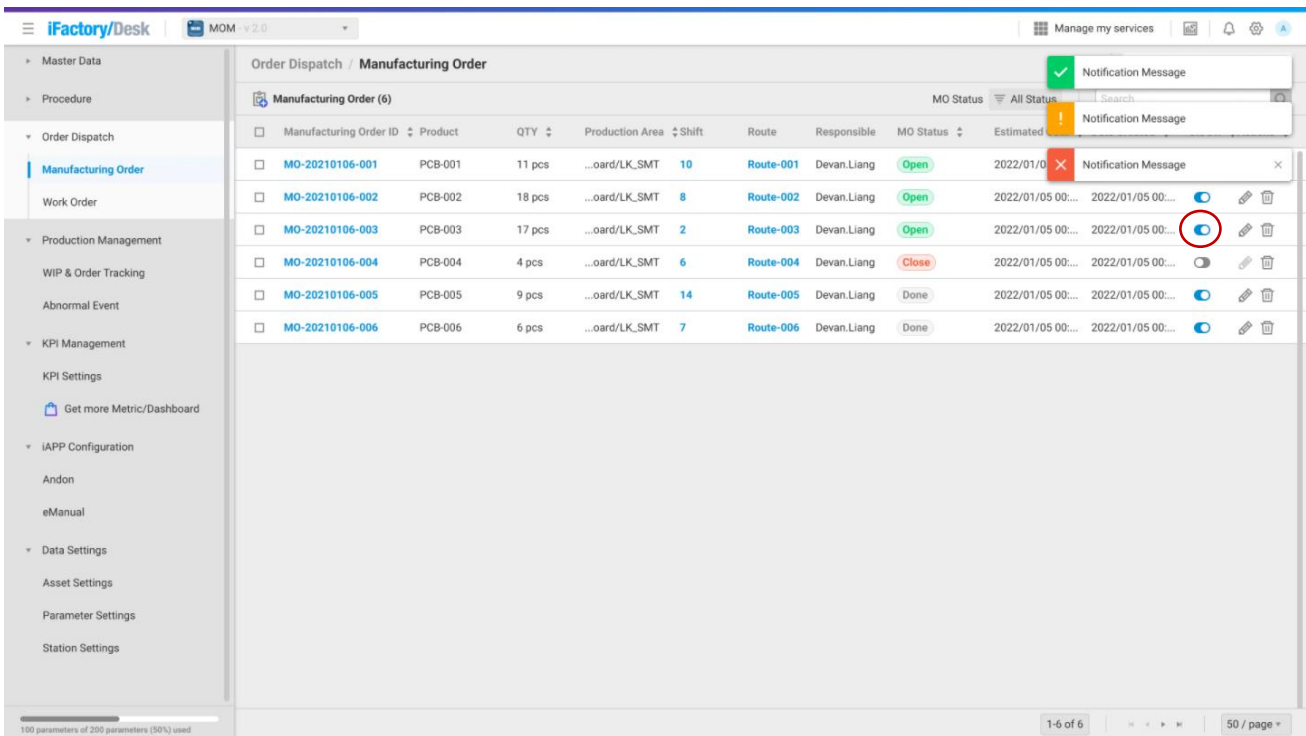 iFactory/Desk MOM - v 2.0 Manage my services A
Master Data
Procedure
Order Dispatch
Manufacturing Order
Work Order
Production Management
WIP & Order Tracking
Abnormal Event
KPI Management
KPI Settings
Get more Metric/Dashboard
iAPP Configuration
Andon
eManual
Data Settings
Asset Settings
Parameter Settings
Station Settings
100 parameters of 200 parameters (50%) used
Order Dispatch / Manufacturing Order
Notification Message
Manufacturing Order (6) MO Status All Status Search
Notification Message
Manufacturing Order ID Product QTY Production Area Shift Route Responsible MO Status Estimated
Notification Message
MO-20210106-001 PCB-001 11 pcs ...oard/LK_SMT 10 Route-001 Devan.Liang Open 2022/01/0
MO-20210106-002 PCB-002 18 pcs ...oard/LK_SMT 8 Route-002 Devan.Liang Open 2022/01/05 00:... 2022/01/05 00:...
MO-20210106-003 PCB-003 17 pcs ...oard/LK_SMT 2 Route-003 Devan.Liang Open 2022/01/05 00:... 2022/01/05 00:...
MO-20210106-004 PCB-004 4 pcs ...oard/LK_SMT 6 Route-004 Devan.Liang Close 2022/01/05 00:... 2022/01/05 00:...
MO-20210106-005 PCB-005 9 pcs ...oard/LK_SMT 14 Route-005 Devan.Liang Done 2022/01/05 00:... 2022/01/05 00:...
MO-20210106-006 PCB-006 6 pcs ...oard/LK_SMT 7 Route-006 Devan.Liang Done 2022/01/05 00:... 2022/01/05 00:...
1-6 of 6 50 / page